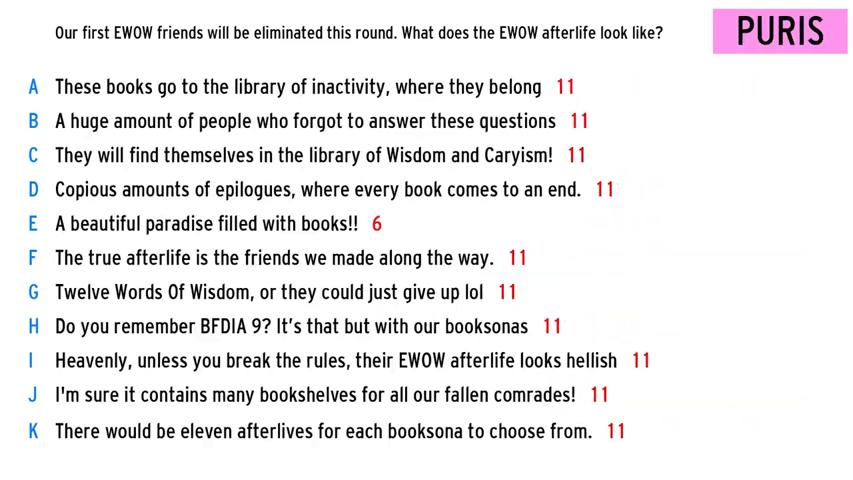 Our first EWOW friends will be eliminated this round. What does the EWOW afterlife look like?
PURIS
A These books go to the library of inactivity, where they belong 11
B A huge amount of people who forgot to answer these questions 11
C They will find themselves in the library of Wisdom and Caryism! 11
D Copious amounts of epilogues, where every book comes to an end. 11
E A beautiful paradise filled with books!! 6
F The true afterlife is the friends we made along the way. 11
G Twelve Words Of Wisdom, or they could just give up lol 11
H Do you remember BFDIA 9? It's that but with our booksonas 11
I Heavenly, unless you break the rules, their EWOW afterlife looks hellish 11
J I'm sure it contains many bookshelves for all our fallen comrades! 11
K There would be eleven afterlives for each booksona to choose from. 11